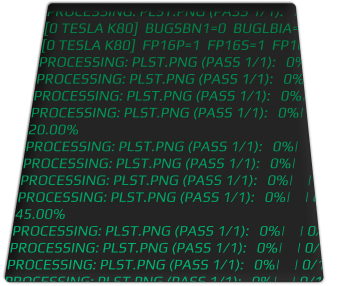 PROCESSING: PLST.PNG (PASS 1/1):
[0 TESLA K80] BUGSBN1=0 BUGLBIA=
[0 TESLA K80] FP16P=1 FP16S=1 FP1
PROCESSING: PLST.PNG (PASS 1/1): 0%
PROCESSING: PLST.PNG (PASS 1/1): 0%
PROCESSING: PLST.PNG (PASS 1/1): 0%
PROCESSING: PLST.PNG (PASS 1/1): 0%|
20.00%
PROCESSING: PLST.PNG (PASS 1/1): 0%|
PROCESSING: PLST.PNG (PASS 1/1): 0%|
PROCESSING: PLST.PNG (PASS 1/1): 0%| |
PROCESSING: PLST.PNG (PASS 1/1): 0%| | 0
45.00%
PROCESSING: PLST.PNG (PASS 1/1): 0%| | 0/
PROCESSING: PLST.PNG (PASS 1/1): 0%| | 0/
PROCESSING: PLST.PNG (PASS 1/1): 0%| | 0/1
PROCESSING: PLST.PNG (PASS 1/1): 0%| | 0/1